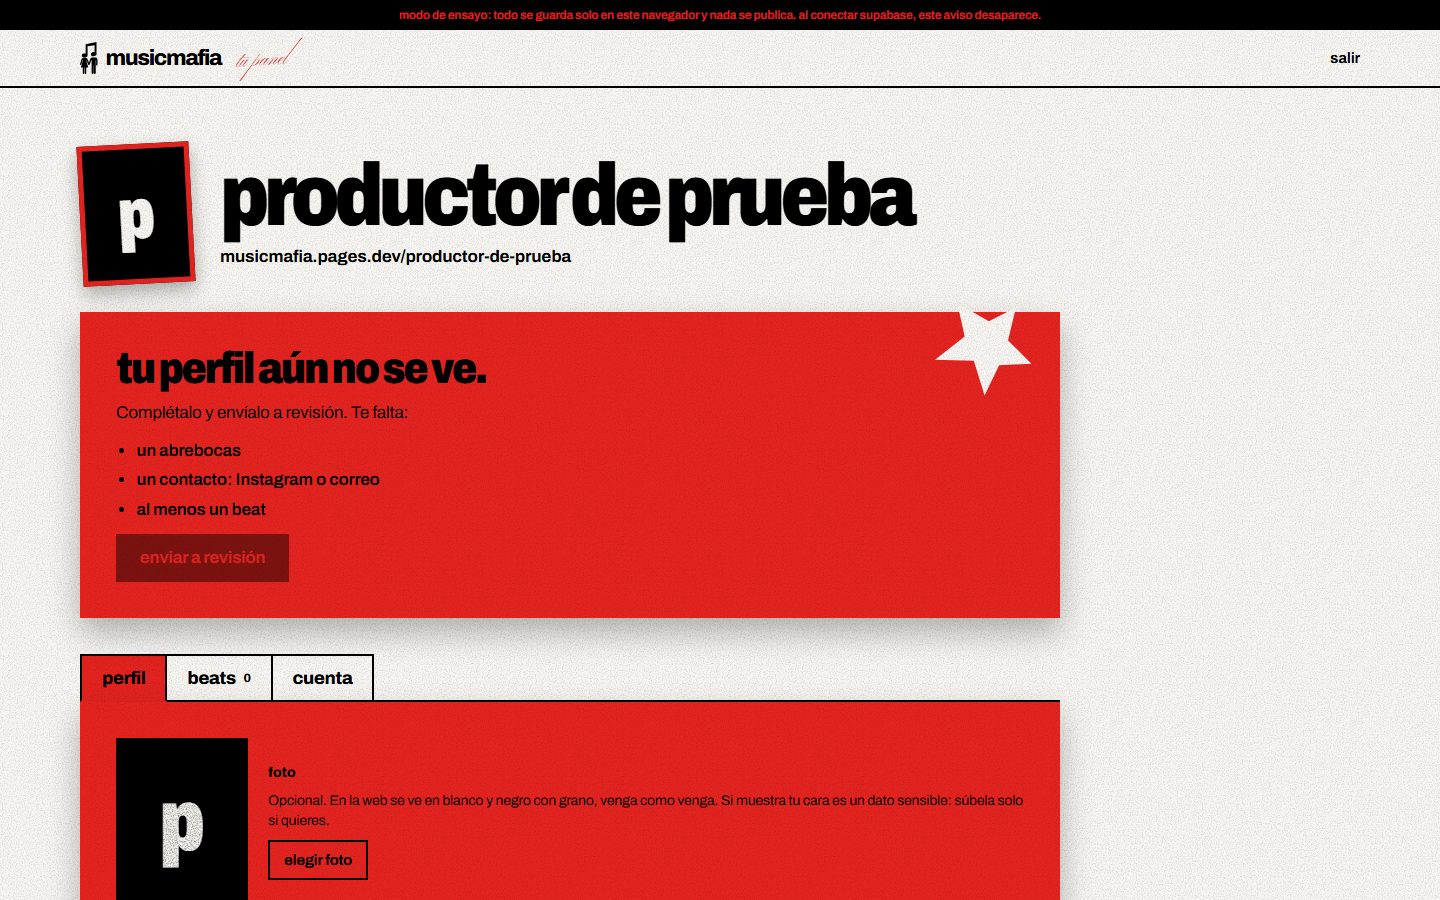 modo de ensayo: todo se guarda solo en este navegador y nada se publica. al conectar supabase, este aviso desaparece.
musicmafia tu panel
salir
p
productor de prueba
musicmafia.pages.dev/productor-de-prueba
tu perfil aún no se ve.
Complétalo y envíalo a revisión. Te falta:
• un abrebocas
• un contacto: Instagram o correo
• al menos un beat
enviar a revisión
perfil beats 0 cuenta
p
foto
Opcional. En la web se ve en blanco y negro con grano, venga como venga. Si muestra tu cara es un dato sensible: súbela solo
si quieres.
elegir foto